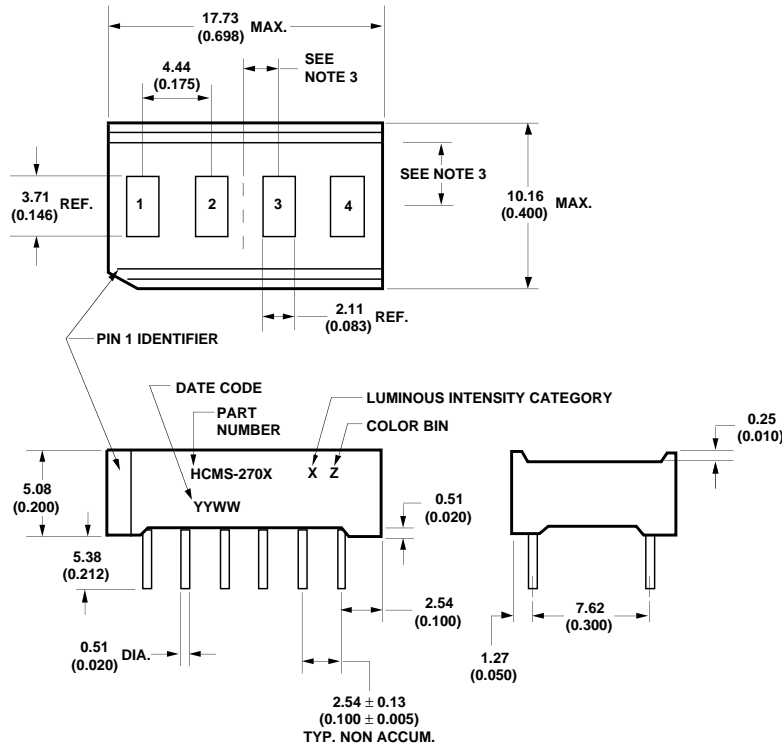 17.73
(0.698) MAX.
4.44
(0.175)
SEE
NOTE 3
SEE NOTE 3
3.71
(0.146) REF.
10.16
(0.400) MAX.
1
2
3
4
2.11
(0.083) REF.
PIN 1 IDENTIFIER
DATE CODE
PART
NUMBER
LUMINOUS INTENSITY CATEGORY
COLOR BIN
0.25
(0.010)
HCMS-270X X Z
YYWW
5.08
(0.200)
0.51
(0.020)
5.38
(0.212)
2.54
(0.100)
7.62
(0.300)
0.51
(0.020) DIA.
1.27
(0.050)
2.54 ± 0.13
(0.100 ± 0.005)
TYP. NON ACCUM.